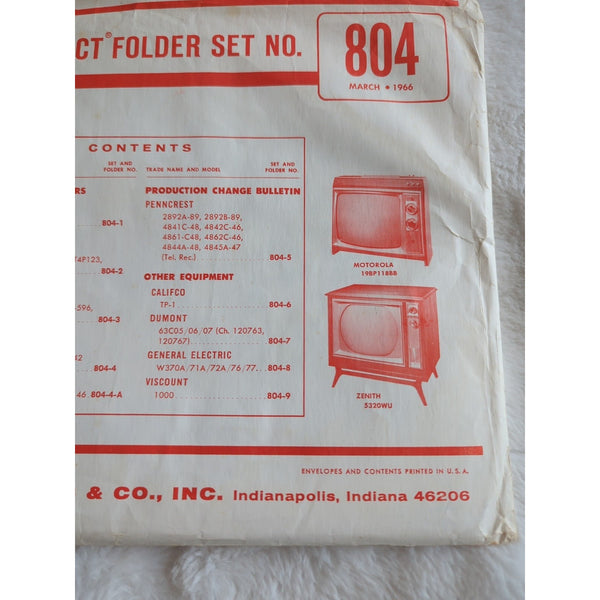 CT® FOLDER SET NO.
804
MARCH • 1966
CONTENTS
SET AND
FOLDER NO.
TRADE NAME AND MODEL
SET AND
FOLDER NO.
RS
804-1
T4P123,
804-2
-596,
804-3
804-4
46 804-4-A
PRODUCTION CHANGE BULLETIN
PENNCREST
2892A-89, 2892B-89,
4841C-48, 4842C-46,
4861-C48, 4862C-46,
4844A-48, 4845A-47
(Tel. Rec.) 804-5
OTHER EQUIPMENT
CALIFCO
TP-1 804-6
DUMONT
63C05/06/07 (Ch. 120763,
120767) 804-7
GENERAL ELECTRIC
W370A/71A/72A/76/77 804-8
VISCOUNT
1000 804-9
MOTOROLA
19BP118BB
ZENITH
5320WU
ENVELOPES AND CONTENTS PRINTED IN U.S.A.
& CO., INC. Indianapolis, Indiana 46206